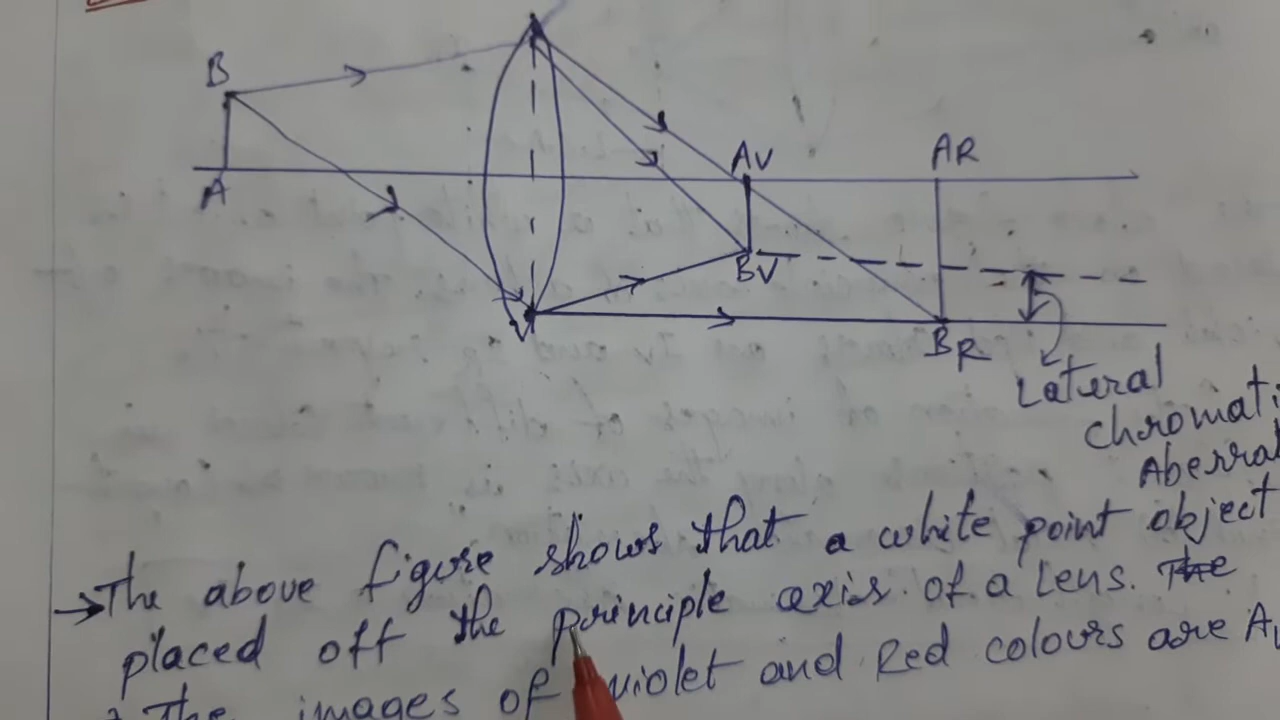 B
A
AV
AR
BV
BR
Lateral
chromati
Aberra
→ The above figure shows that a white point object
placed off the principle axis of a lens. The
The images of violet and Red colours are A